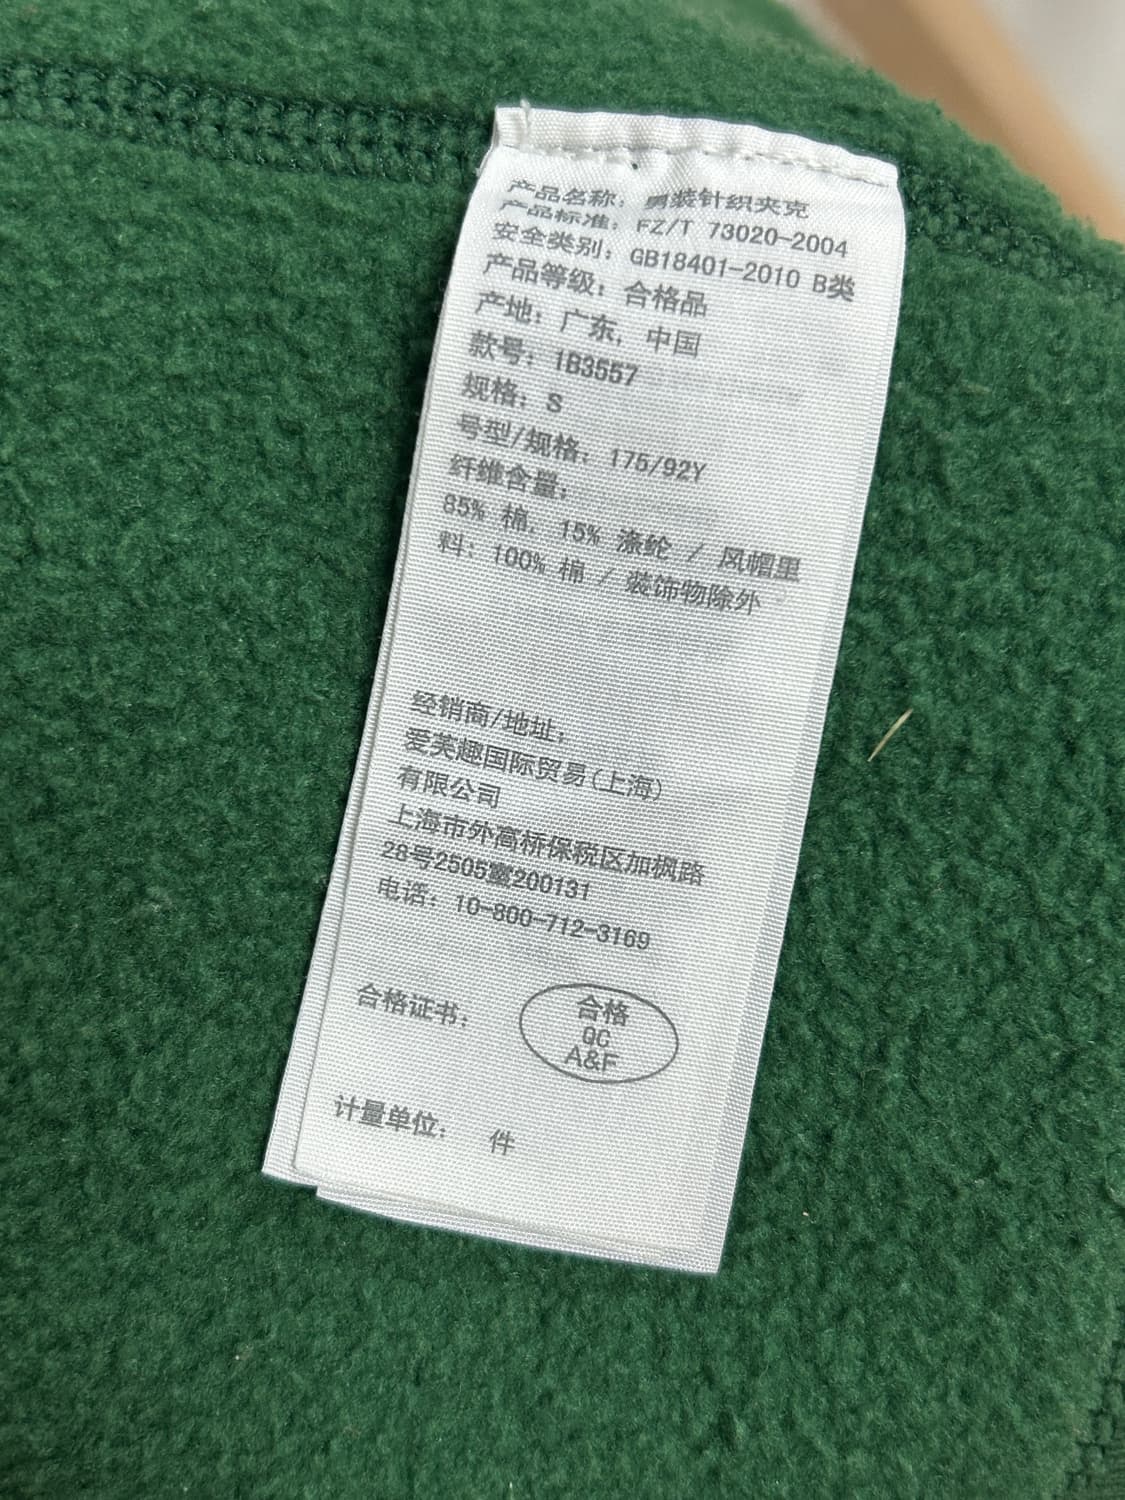 产品名称：男装针织夹克
产品标准：FZ/T 73020-2004
安全类别：GB18401-2010 B类
产品等级：合格品
产地：广东，中国
款号：1B3557
规格：S
号型/规格：175/92Y
纤维含量：
85% 棉，15% 涤纶 / 风帽里
料：100% 棉 / 装饰物除外
经销商/地址：
爱芙趣国际贸易(上海)
有限公司
上海市外高桥保税区加枫路
28号2505室200131
电话：10-800-712-3169
合格证书：
合格
QC
A&F
计量单位： 件